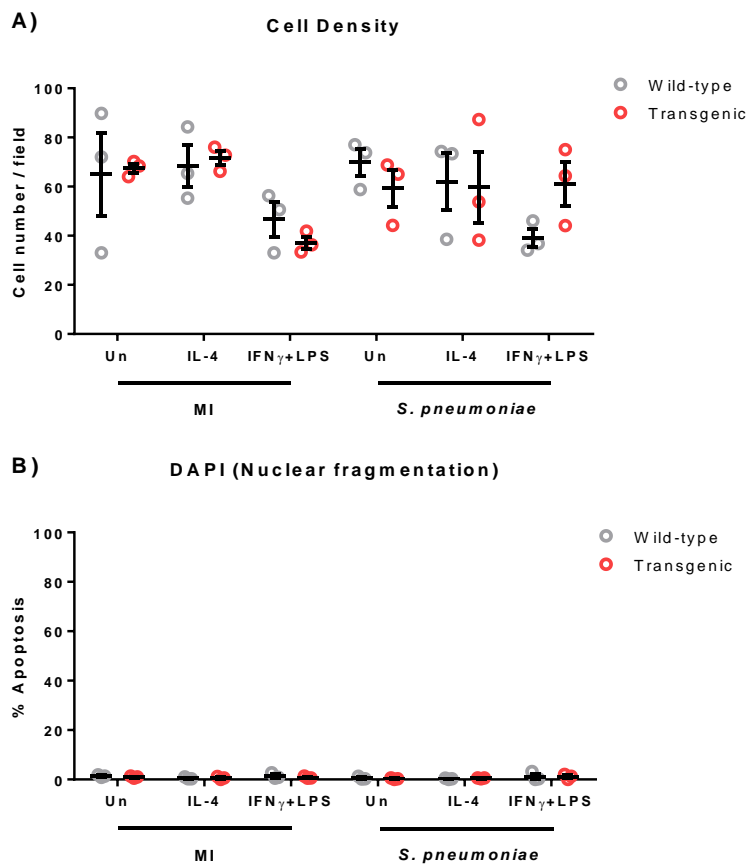 A)
Cell Density
Wild-type
Transgenic
Cell number / field
100
80
60
40
20
0
Un IL-4 IFNγ+LPS Un IL-4 IFNγ+LPS
MI S. pneumoniae
B)
DAPI (Nuclear fragmentation)
Wild-type
Transgenic
% Apoptosis
100
80
60
40
20
0
Un IL-4 IFNγ+LPS Un IL-4 IFNγ+LPS
MI S. pneumoniae